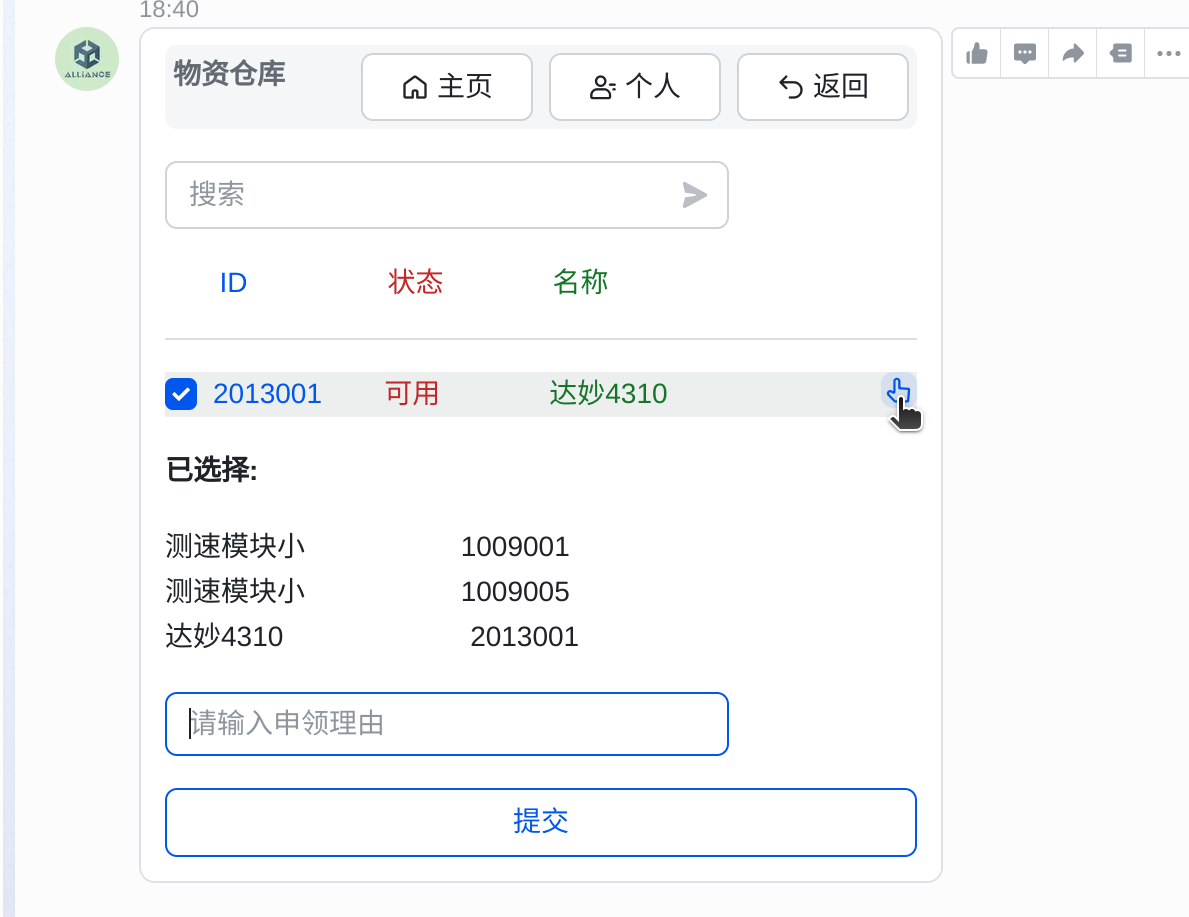 18:40
ALLIANCE
物资仓库 主页 个人 返回
搜索
ID 状态 名称
2013001 可用 达妙4310
已选择:
测速模块小 1009001
测速模块小 1009005
达妙4310 2013001
请输入申领理由
提交